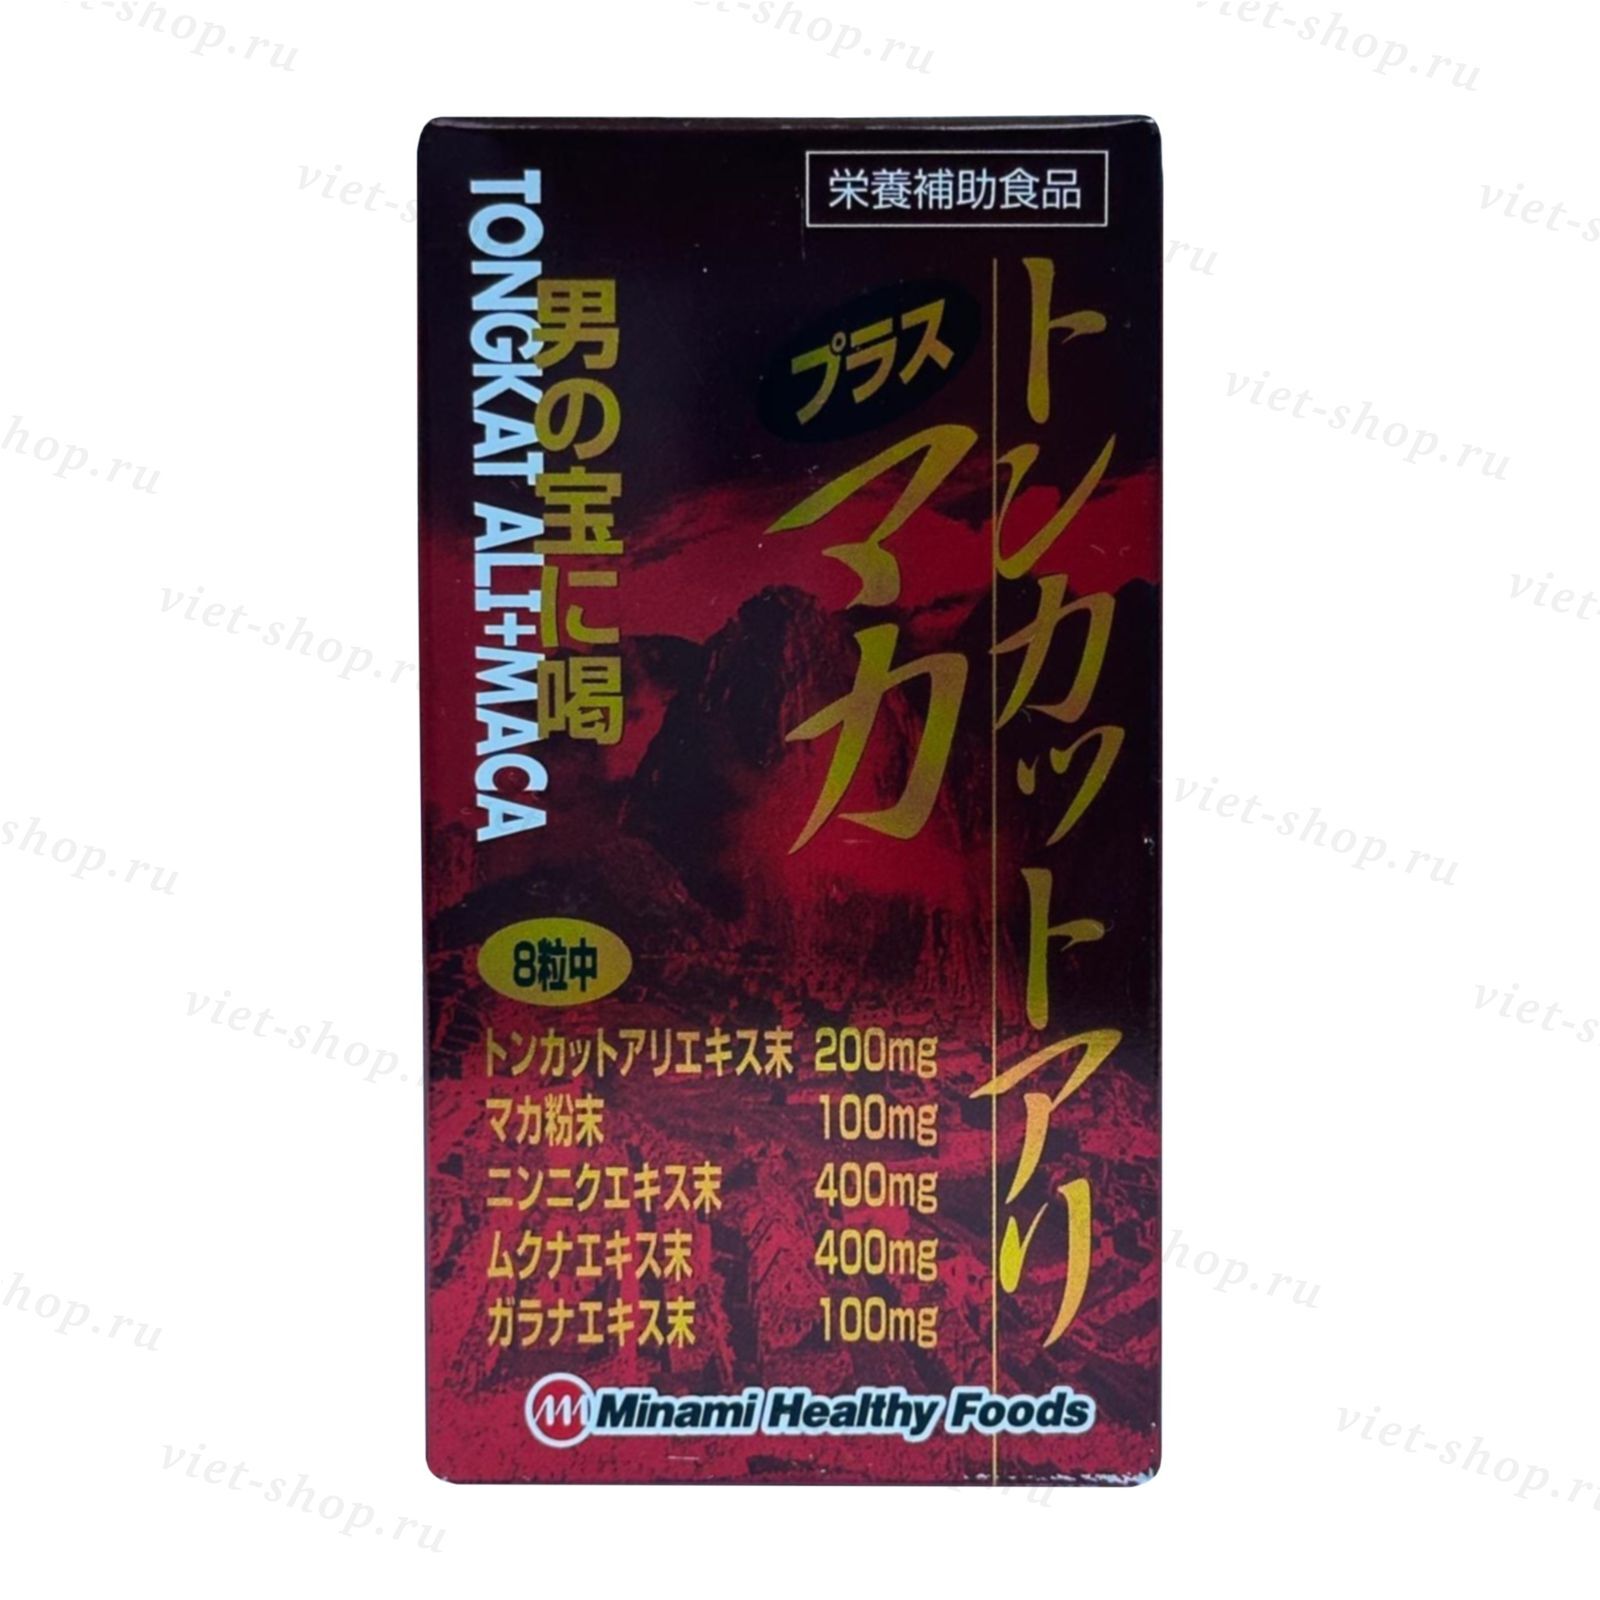 栄養補助食品
トンカットアリ
プラス
マカ
男の宝に喝
TONGKAT ALI+MACA
8粒中
トンカットアリエキス末 200mg
マカ粉末 100mg
ニンニクエキス末 400mg
ムクナエキス末 400mg
ガラナエキス末 100mg
Minami Healthy Foods
viet-shop.ru